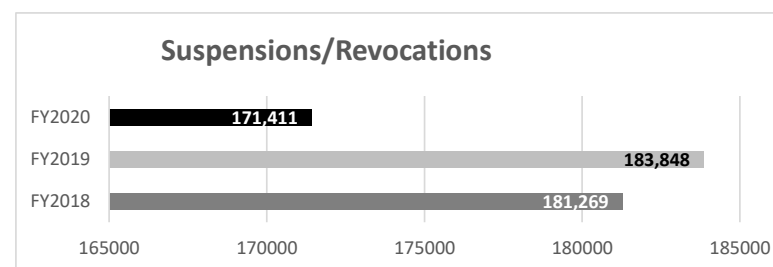 Suspensions/Revocations
FY2020 171,411
FY2019 183,848
FY2018 181,269
165000 170000 175000 180000 185000